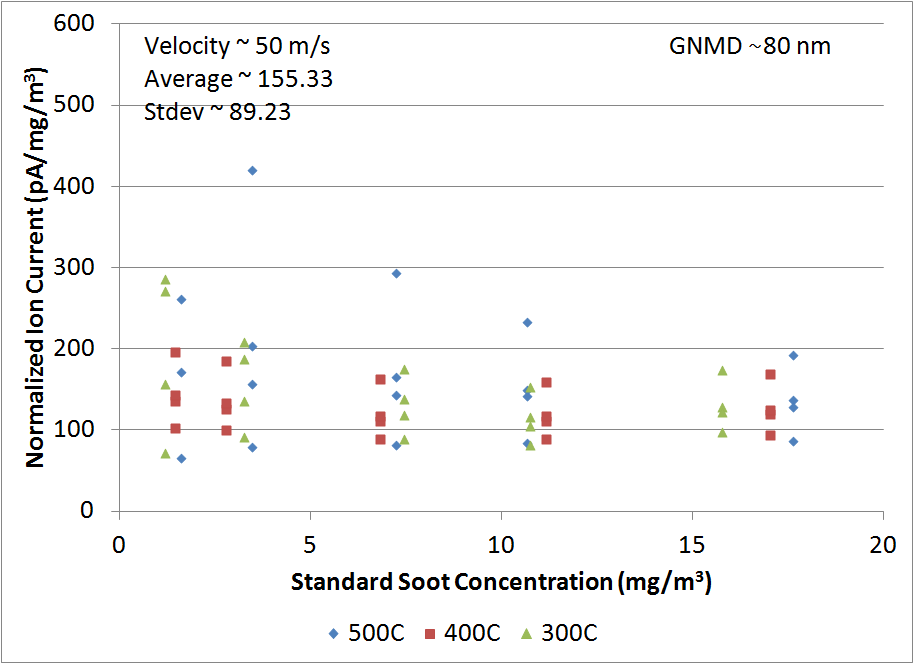 600
Velocity ~ 50 m/s
GNMD ~80 nm
Average ~ 155.33
500
Stdev ~ 89.23
400
300
200
100
0
Normalized Ion Current (pA/mg/m³)
0 5 10 15 20
Standard Soot Concentration (mg/m³)
500C 400C 300C